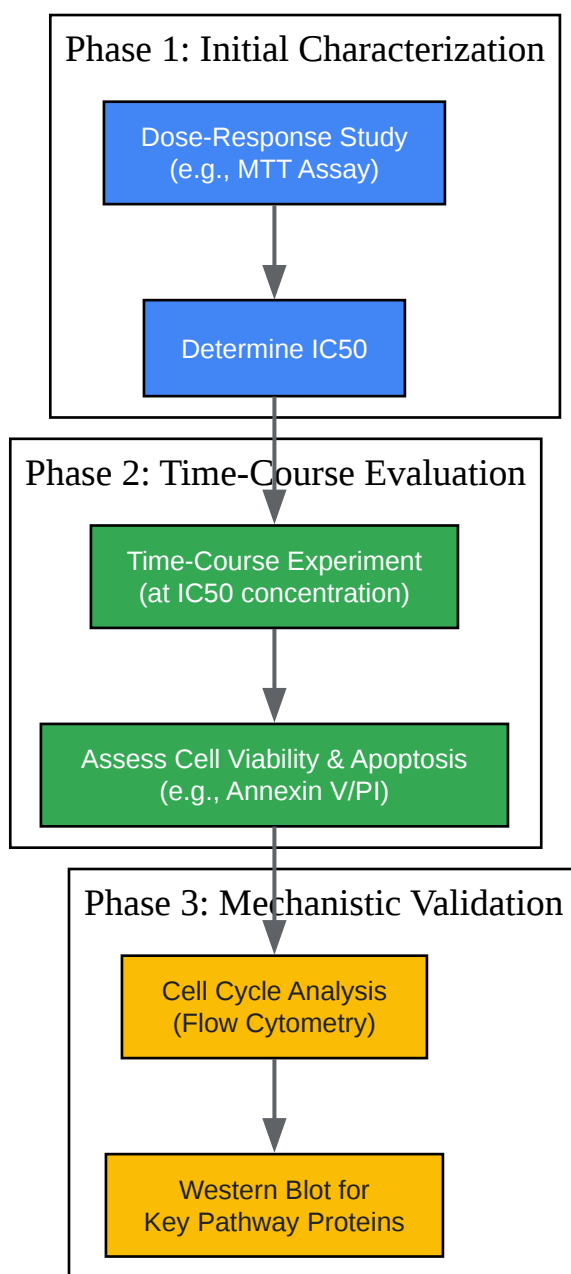 Phase 1: Initial Characterization
Dose-Response Study
(e.g., MTT Assay)
Determine IC50
Phase 2: Time-Course Evaluation
Time-Course Experiment
(at IC50 concentration)
Assess Cell Viability & Apoptosis
(e.g., Annexin V/PI)
Phase 3: Mechanistic Validation
Cell Cycle Analysis
(Flow Cytometry)
Western Blot for
Key Pathway Proteins